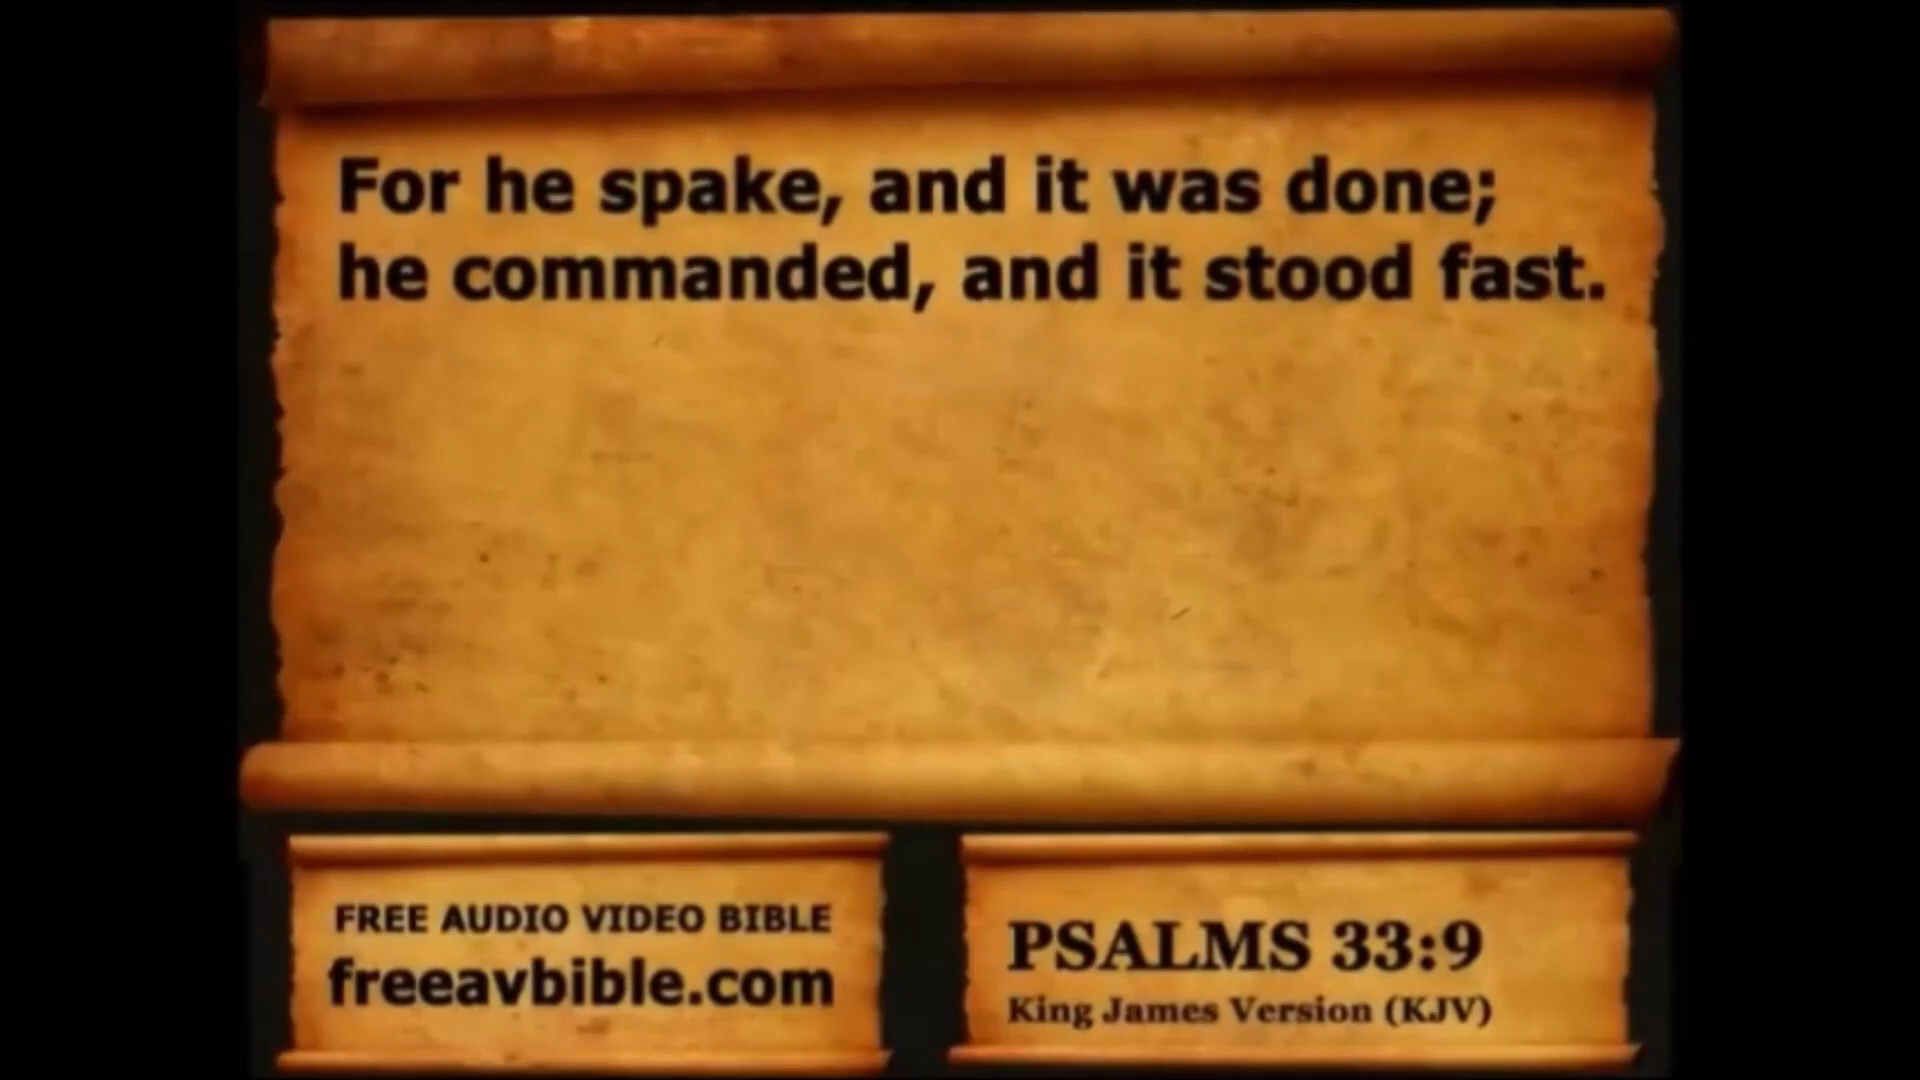 For he spake, and it was done;
he commanded, and it stood fast.
FREE AUDIO VIDEO BIBLE
freeavbible.com
PSALMS 33:9
King James Version (KJV)